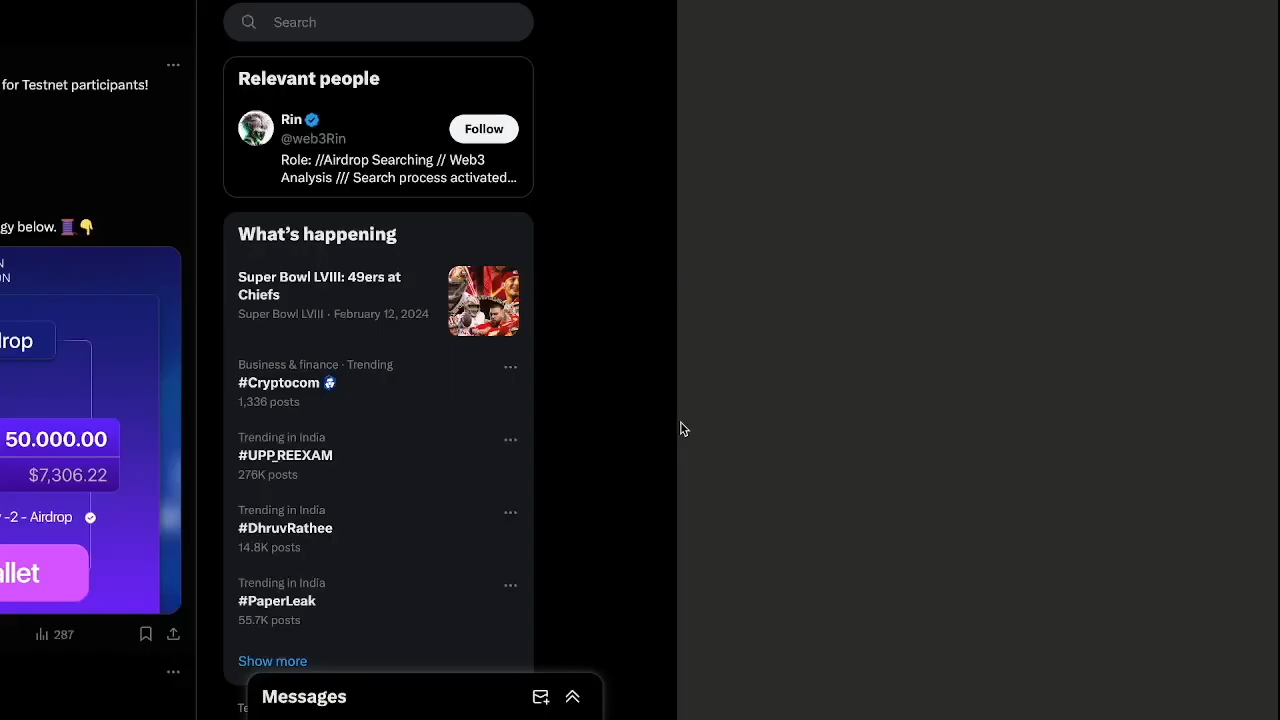 for Testnet participants!
gy below. 🧵👇
N
ON
rop
50.000.00
$7,306.22
-2 - Airdrop
allet
287
Search
Relevant people
Rin
@web3Rin
Follow
Role: //Airdrop Searching // Web3
Analysis /// Search process activated...
What's happening
Super Bowl LVIII: 49ers at
Chiefs
Super Bowl LVIII · February 12, 2024
Business & finance · Trending
#Cryptocom
1,336 posts
Trending in India
#UPP_REEXAM
276K posts
Trending in India
#DhruvRathee
14.8K posts
Trending in India
#PaperLeak
55.7K posts
Show more
Messages